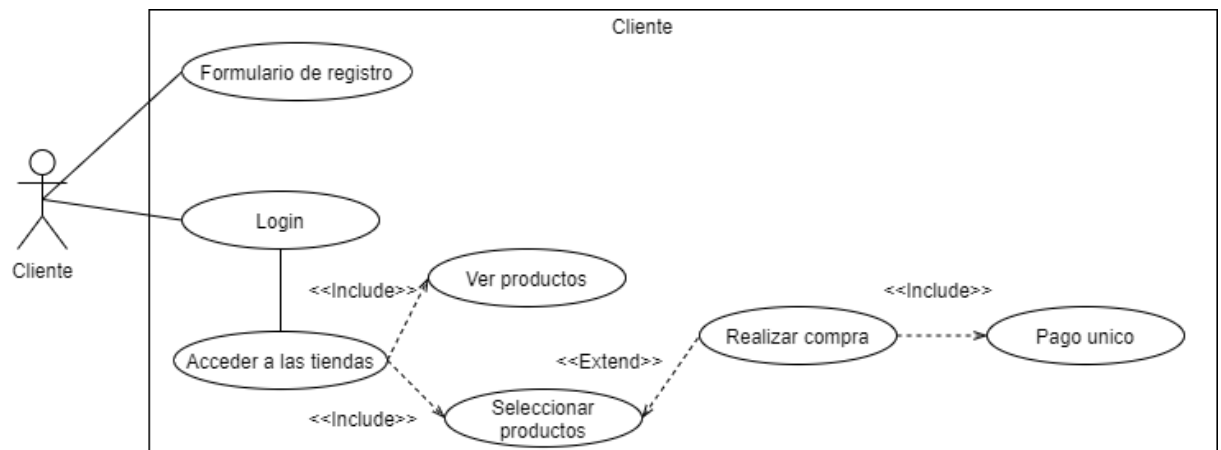 Cliente
Formulario de registro
Login
Cliente
Ver productos
<<Include>>
<<Include>>
Realizar compra
Pago unico
Acceder a las tiendas
<<Extend>>
<<Include>>
Seleccionar
productos